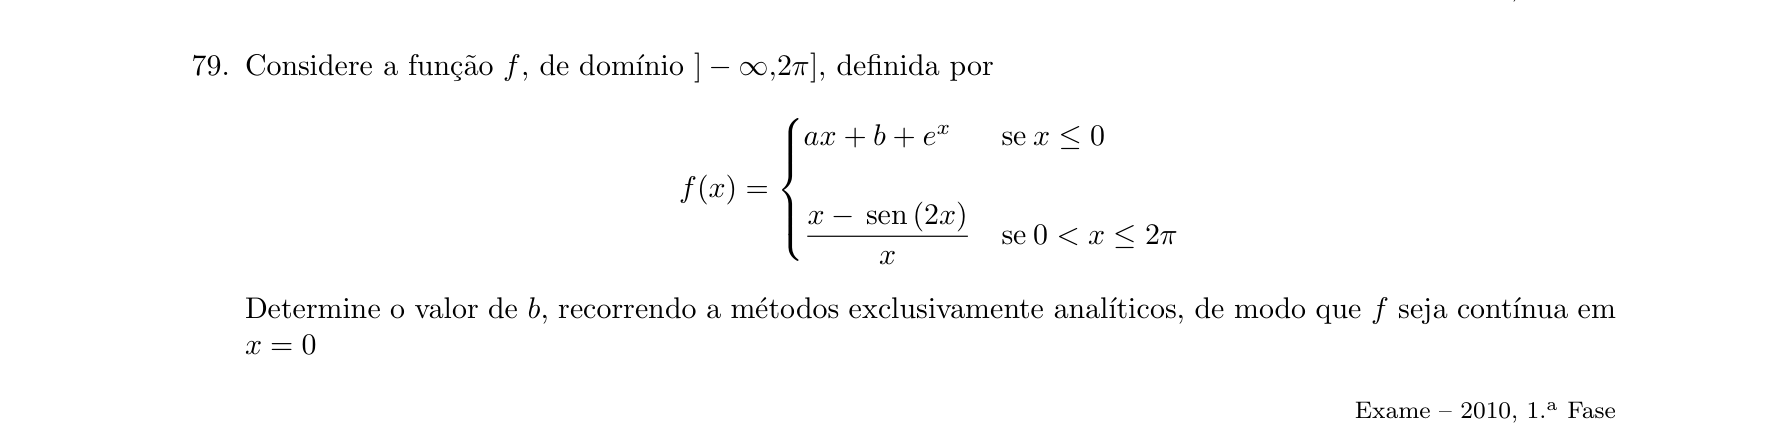 79. Considere a função f, de domínio ] − ∞,2π], definida por
f(x) = { ax + b + e^x se x ≤ 0
x − sen (2x) / x se 0 < x ≤ 2π
Determine o valor de b, recorrendo a métodos exclusivamente analíticos, de modo que f seja contínua em
x = 0
Exame – 2010, 1.ª Fase